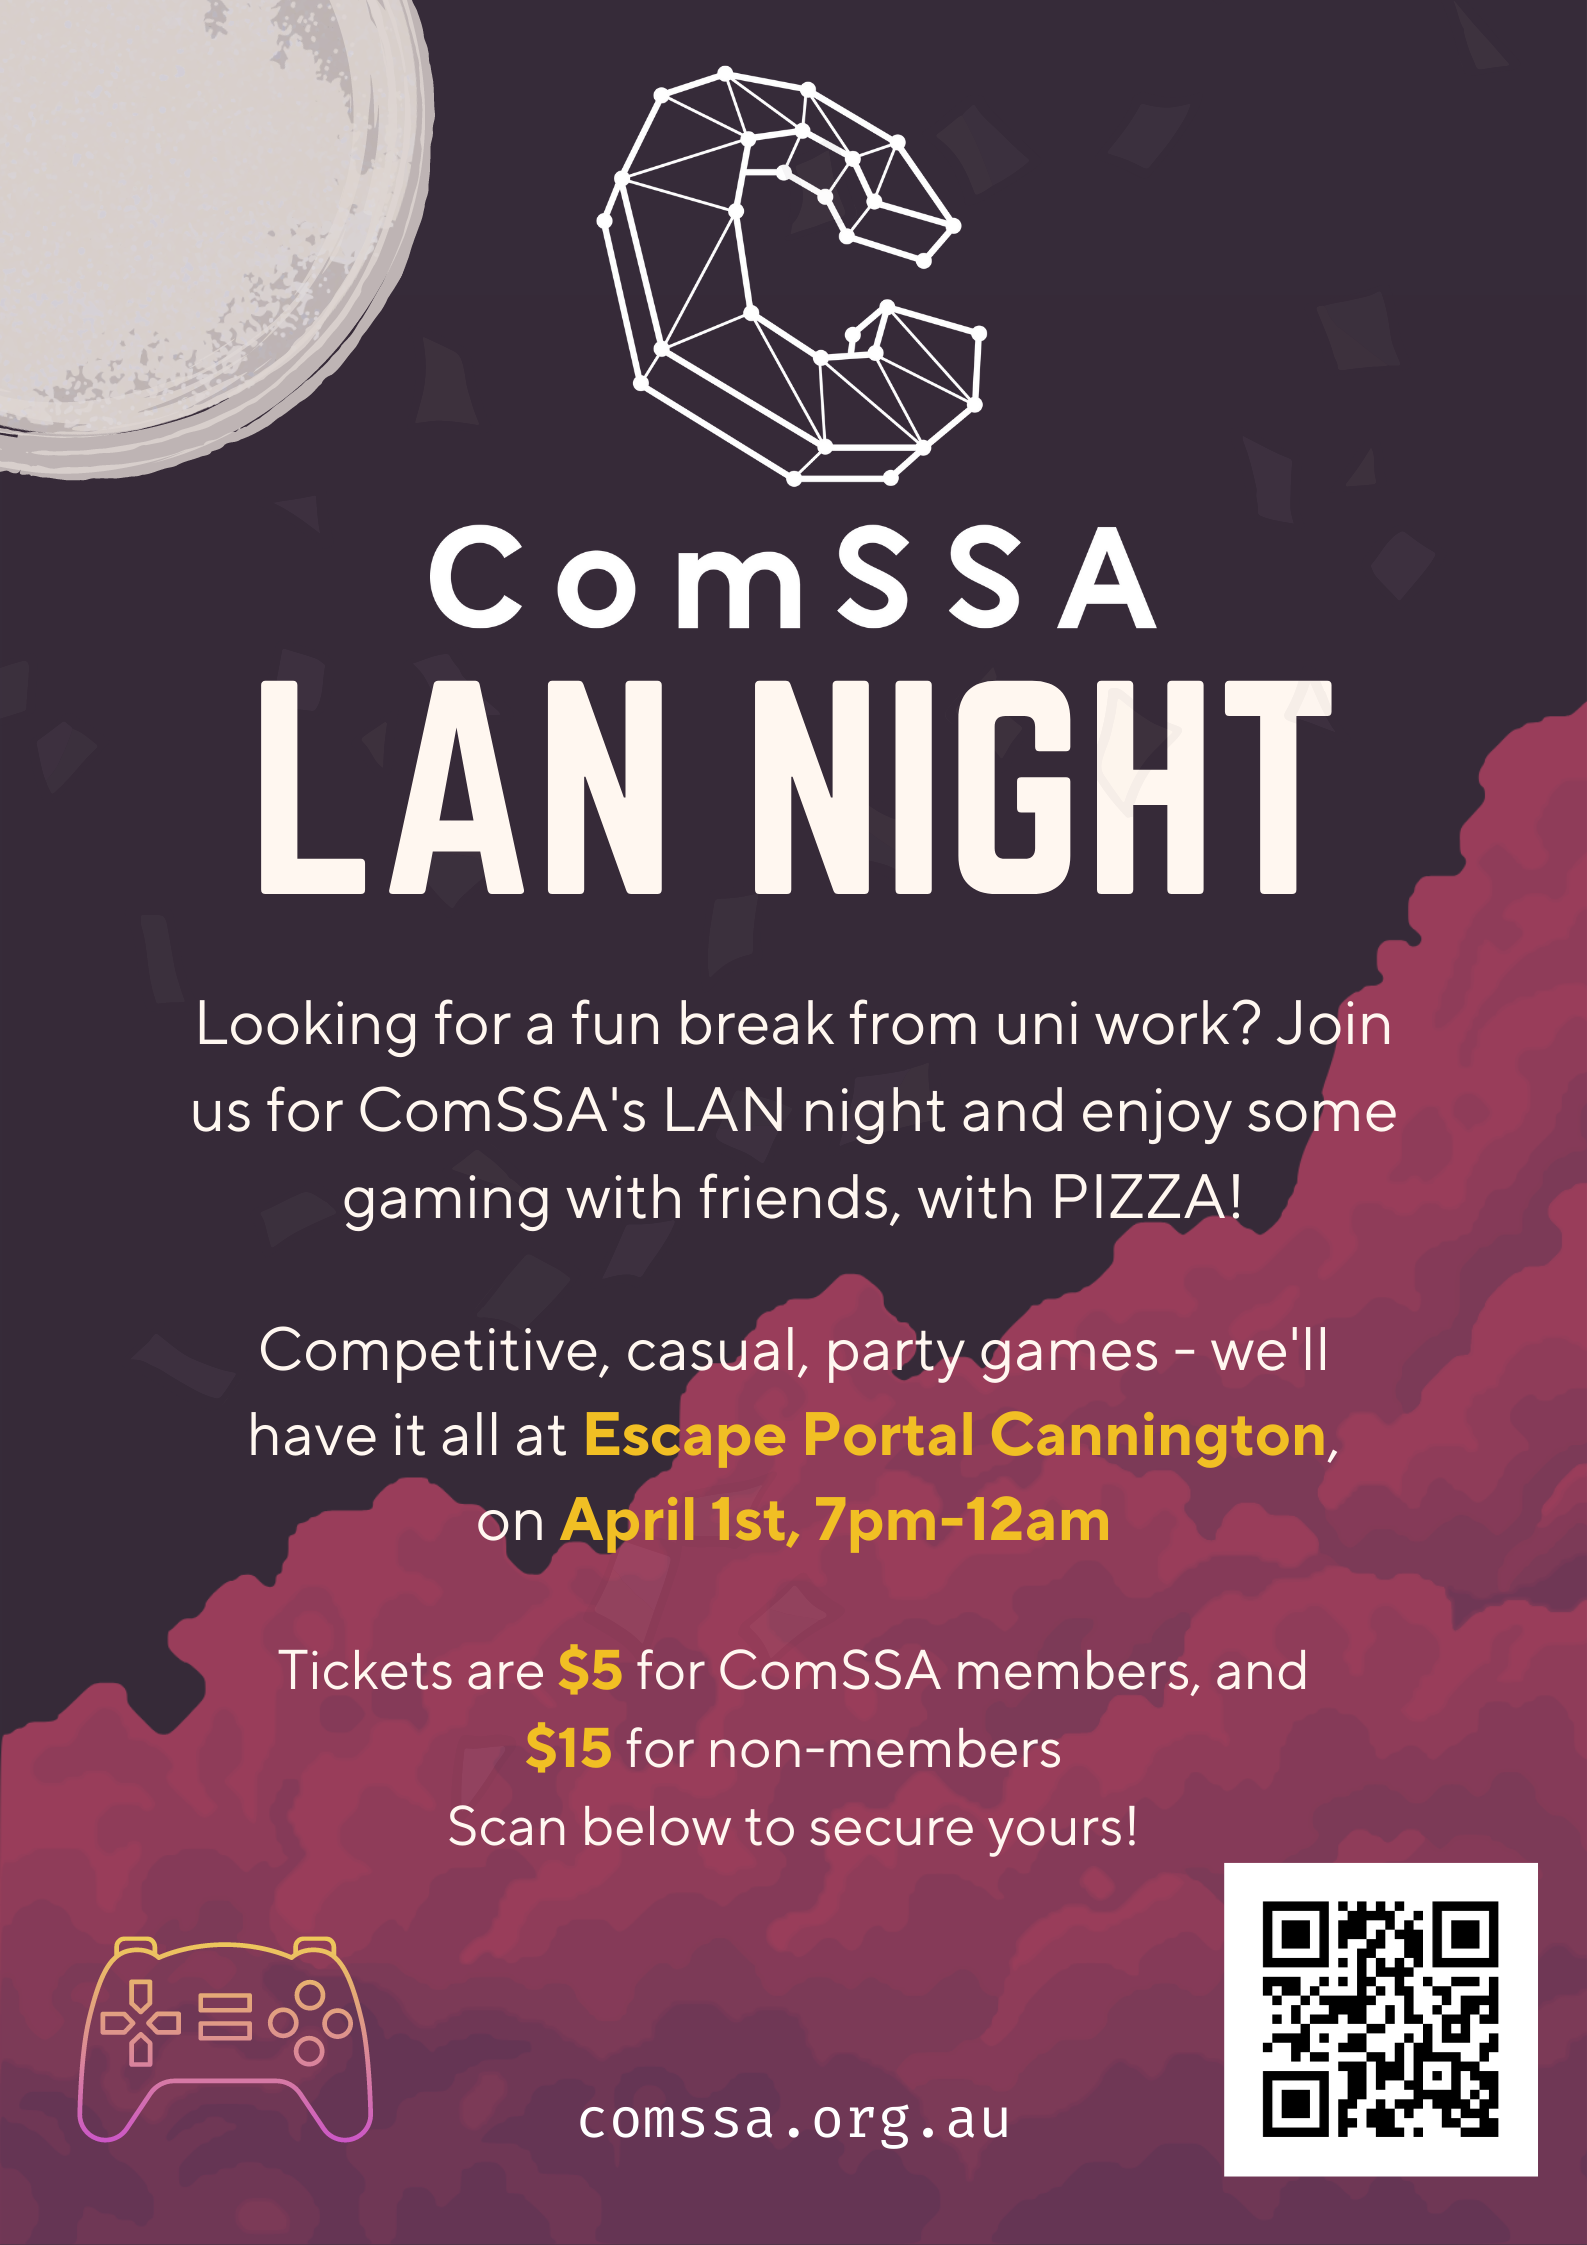 ComSSA
LAN NIGHT
Looking for a fun break from uni work? Join
us for ComSSA's LAN night and enjoy some
gaming with friends, with PIZZA!
Competitive, casual, party games - we'll
have it all at Escape Portal Cannington,
on April 1st, 7pm-12am
Tickets are $5 for ComSSA members, and
$15 for non-members
Scan below to secure yours!
comssa.org.au